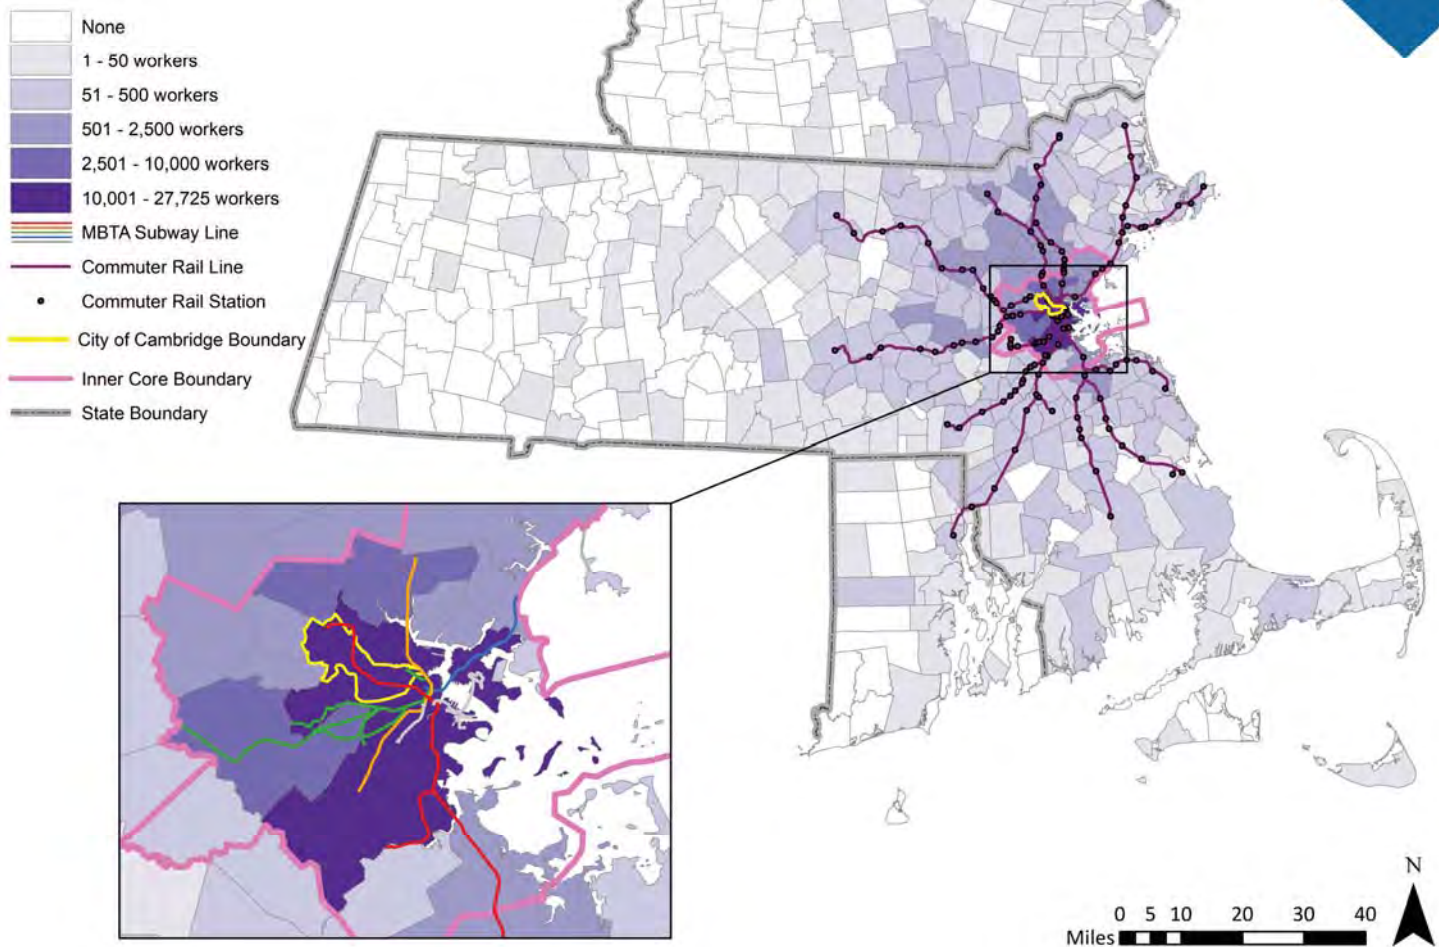 None
1 - 50 workers
51 - 500 workers
501 - 2,500 workers
2,501 - 10,000 workers
10,001 - 27,725 workers
MBTA Subway Line
Commuter Rail Line
Commuter Rail Station
City of Cambridge Boundary
Inner Core Boundary
State Boundary
N
0 5 10 20 30 40
Miles